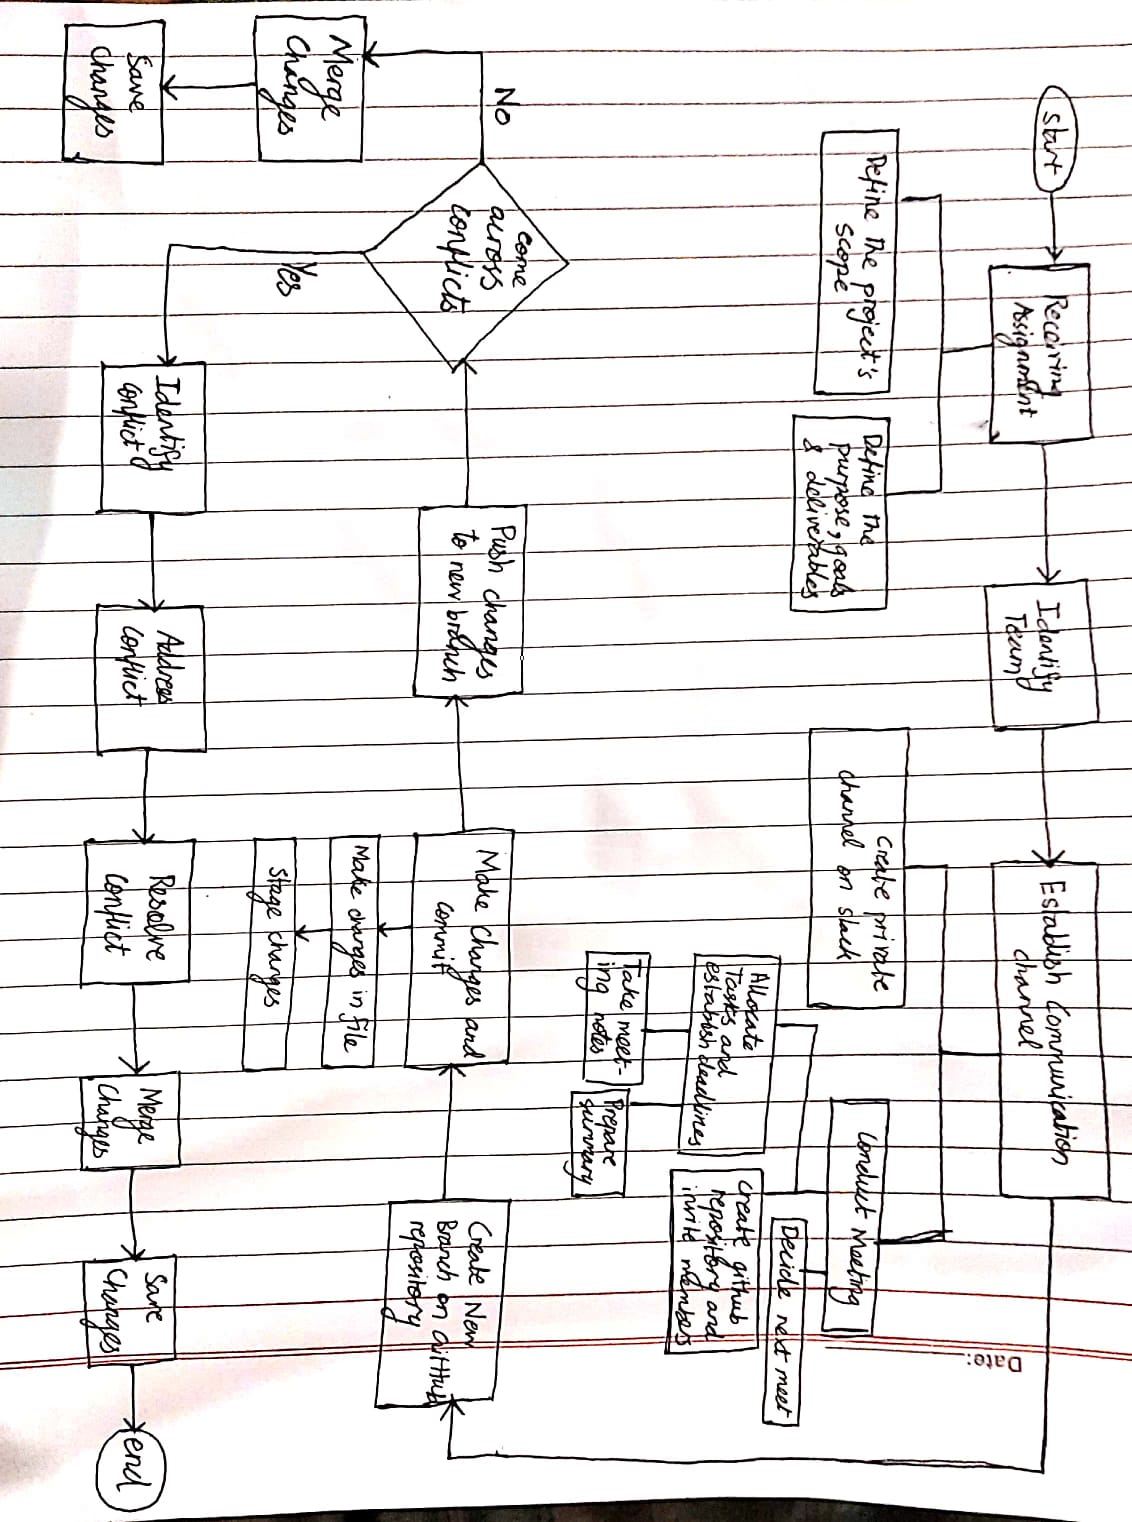 Date:
start
Receiving
Assignment
Identify
Team
Establish Communication
channel
Define the project's
scope
Define the
purpose, goals
& deliverables
create private
channel on slack
Conduct Meeting
Decide next meet
Allocate
Tasks and
establish deadlines
create github
repository and
invite members
Take meet-
ing notes
Prepare
summary
No
come
across
conflicts
Push changes
to new branch
Make Changes and
commit
Create New
Branch on GitHub
repository
Merge
Changes
Make changes in file
Stage changes
Yes
Save
changes
Identify
conflict
Address
conflict
Resolve
Conflict
Merge
Changes
Save
Changes
end